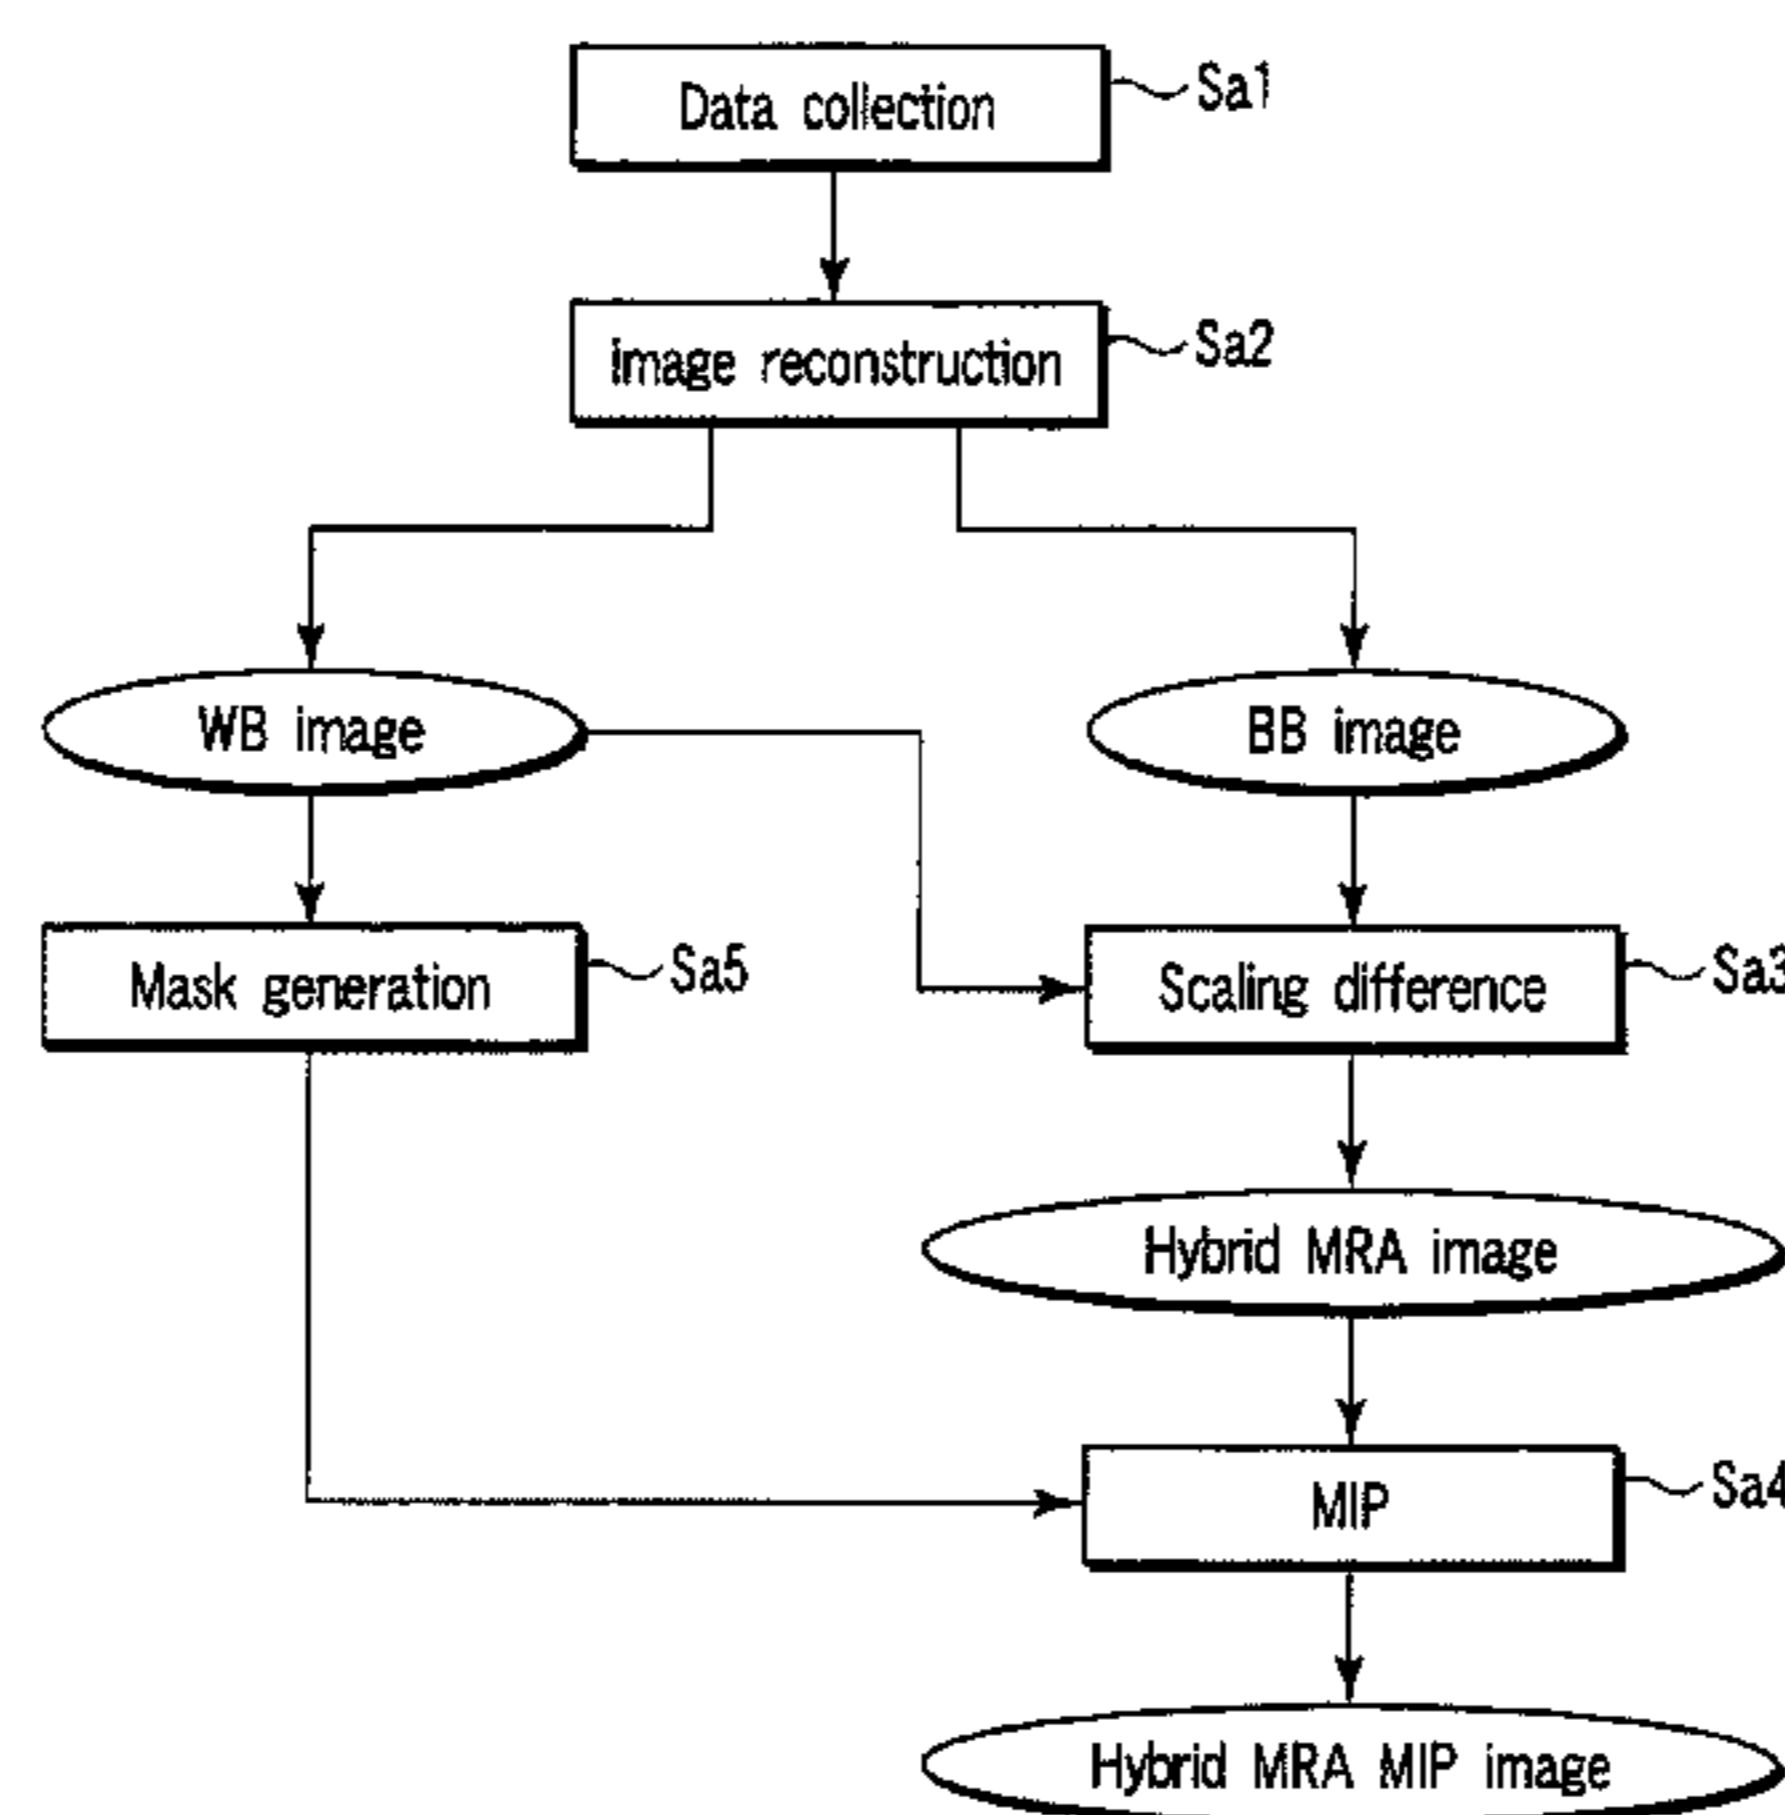 Data collection
Sa1
Image reconstruction
Sa2
WB image
BB image
Mask generation
Sa5
Scaling difference
Sa3
Hybrid MRA image
MIP
Sa4
Hybrid MRA MIP image